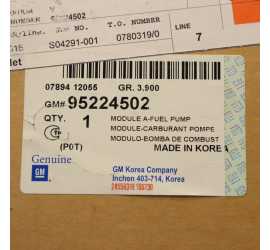 94522502
T.O. NUMBER
S04291-001
0780319/0
LINE
7
07894 12055 GR. 3.900
GM# 95224502
QTY. 1 MODULE A-FUEL PUMP
MODULE-CARBURANT POMPE
MODULO-BOMBA DE COMBUST
(P0T) MADE IN KOREA
Genuine
GM
GM Korea Company
Incheon 403-714, Korea